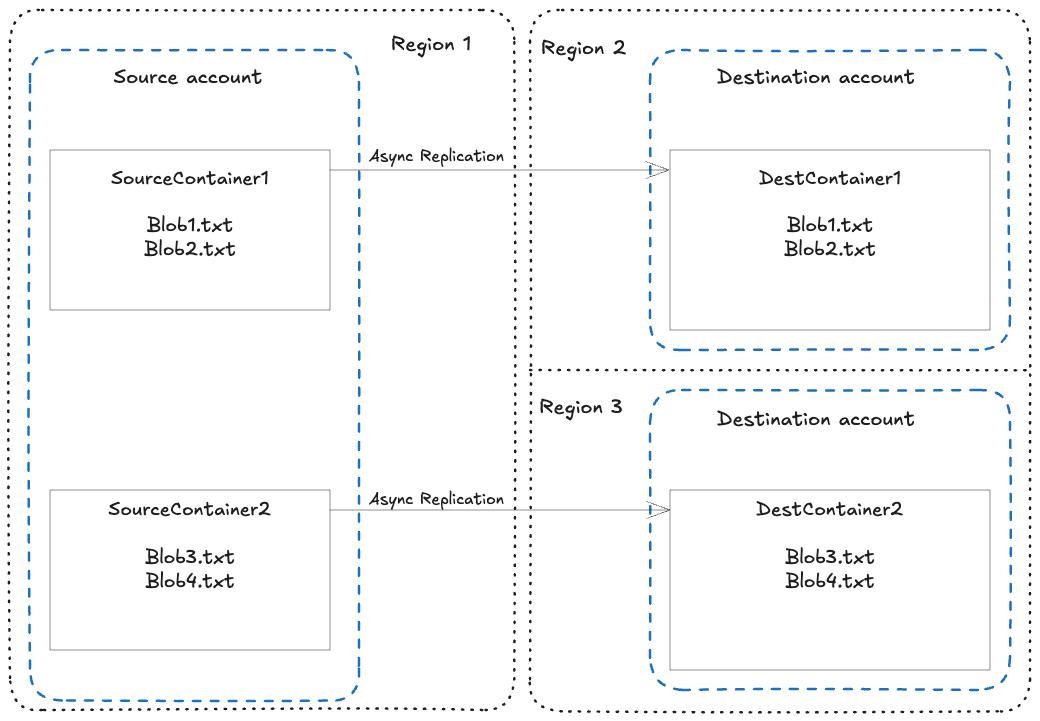 Region 1
Source account
SourceContainer1
Blob1.txt
Blob2.txt
Async Replication
SourceContainer2
Blob3.txt
Blob4.txt
Async Replication
Region 2
Destination account
DestContainer1
Blob1.txt
Blob2.txt
Region 3
Destination account
DestContainer2
Blob3.txt
Blob4.txt